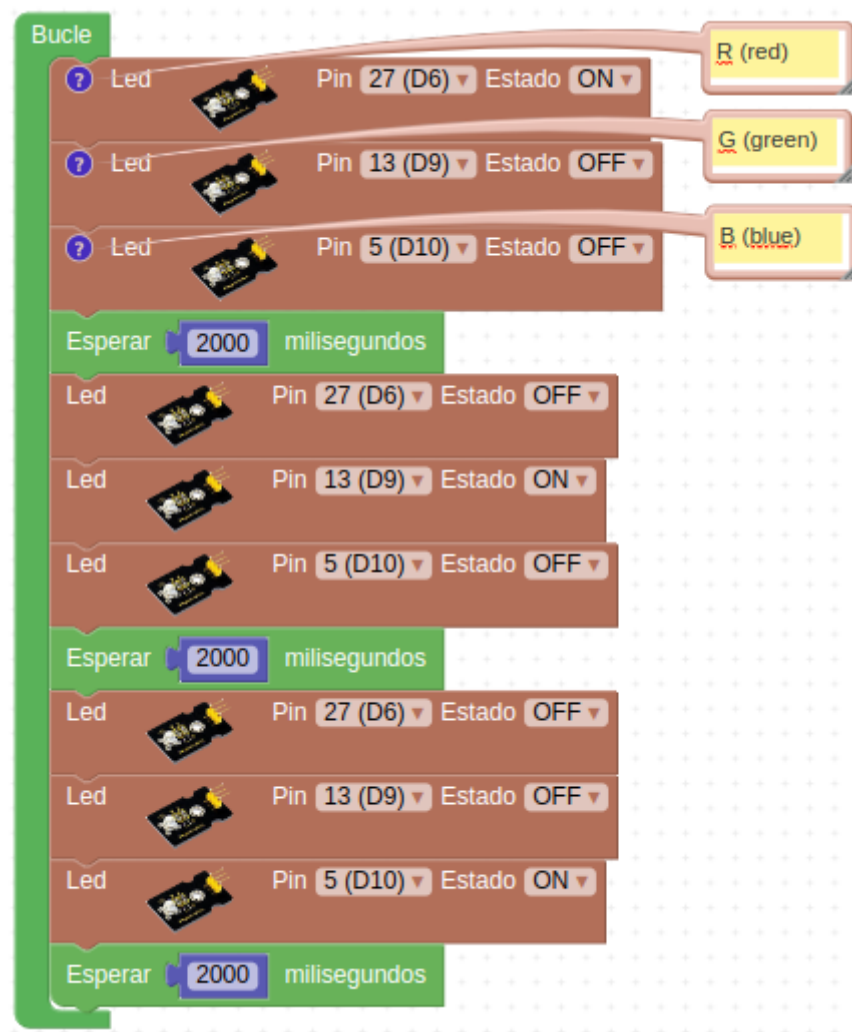 Bucle
? Led Pin 27 (D6) Estado ON
R (red)
? Led Pin 13 (D9) Estado OFF
G (green)
? Led Pin 5 (D10) Estado OFF
B (blue)
Esperar 2000 milisegundos
Led Pin 27 (D6) Estado OFF
Led Pin 13 (D9) Estado ON
Led Pin 5 (D10) Estado OFF
Esperar 2000 milisegundos
Led Pin 27 (D6) Estado OFF
Led Pin 13 (D9) Estado OFF
Led Pin 5 (D10) Estado ON
Esperar 2000 milisegundos